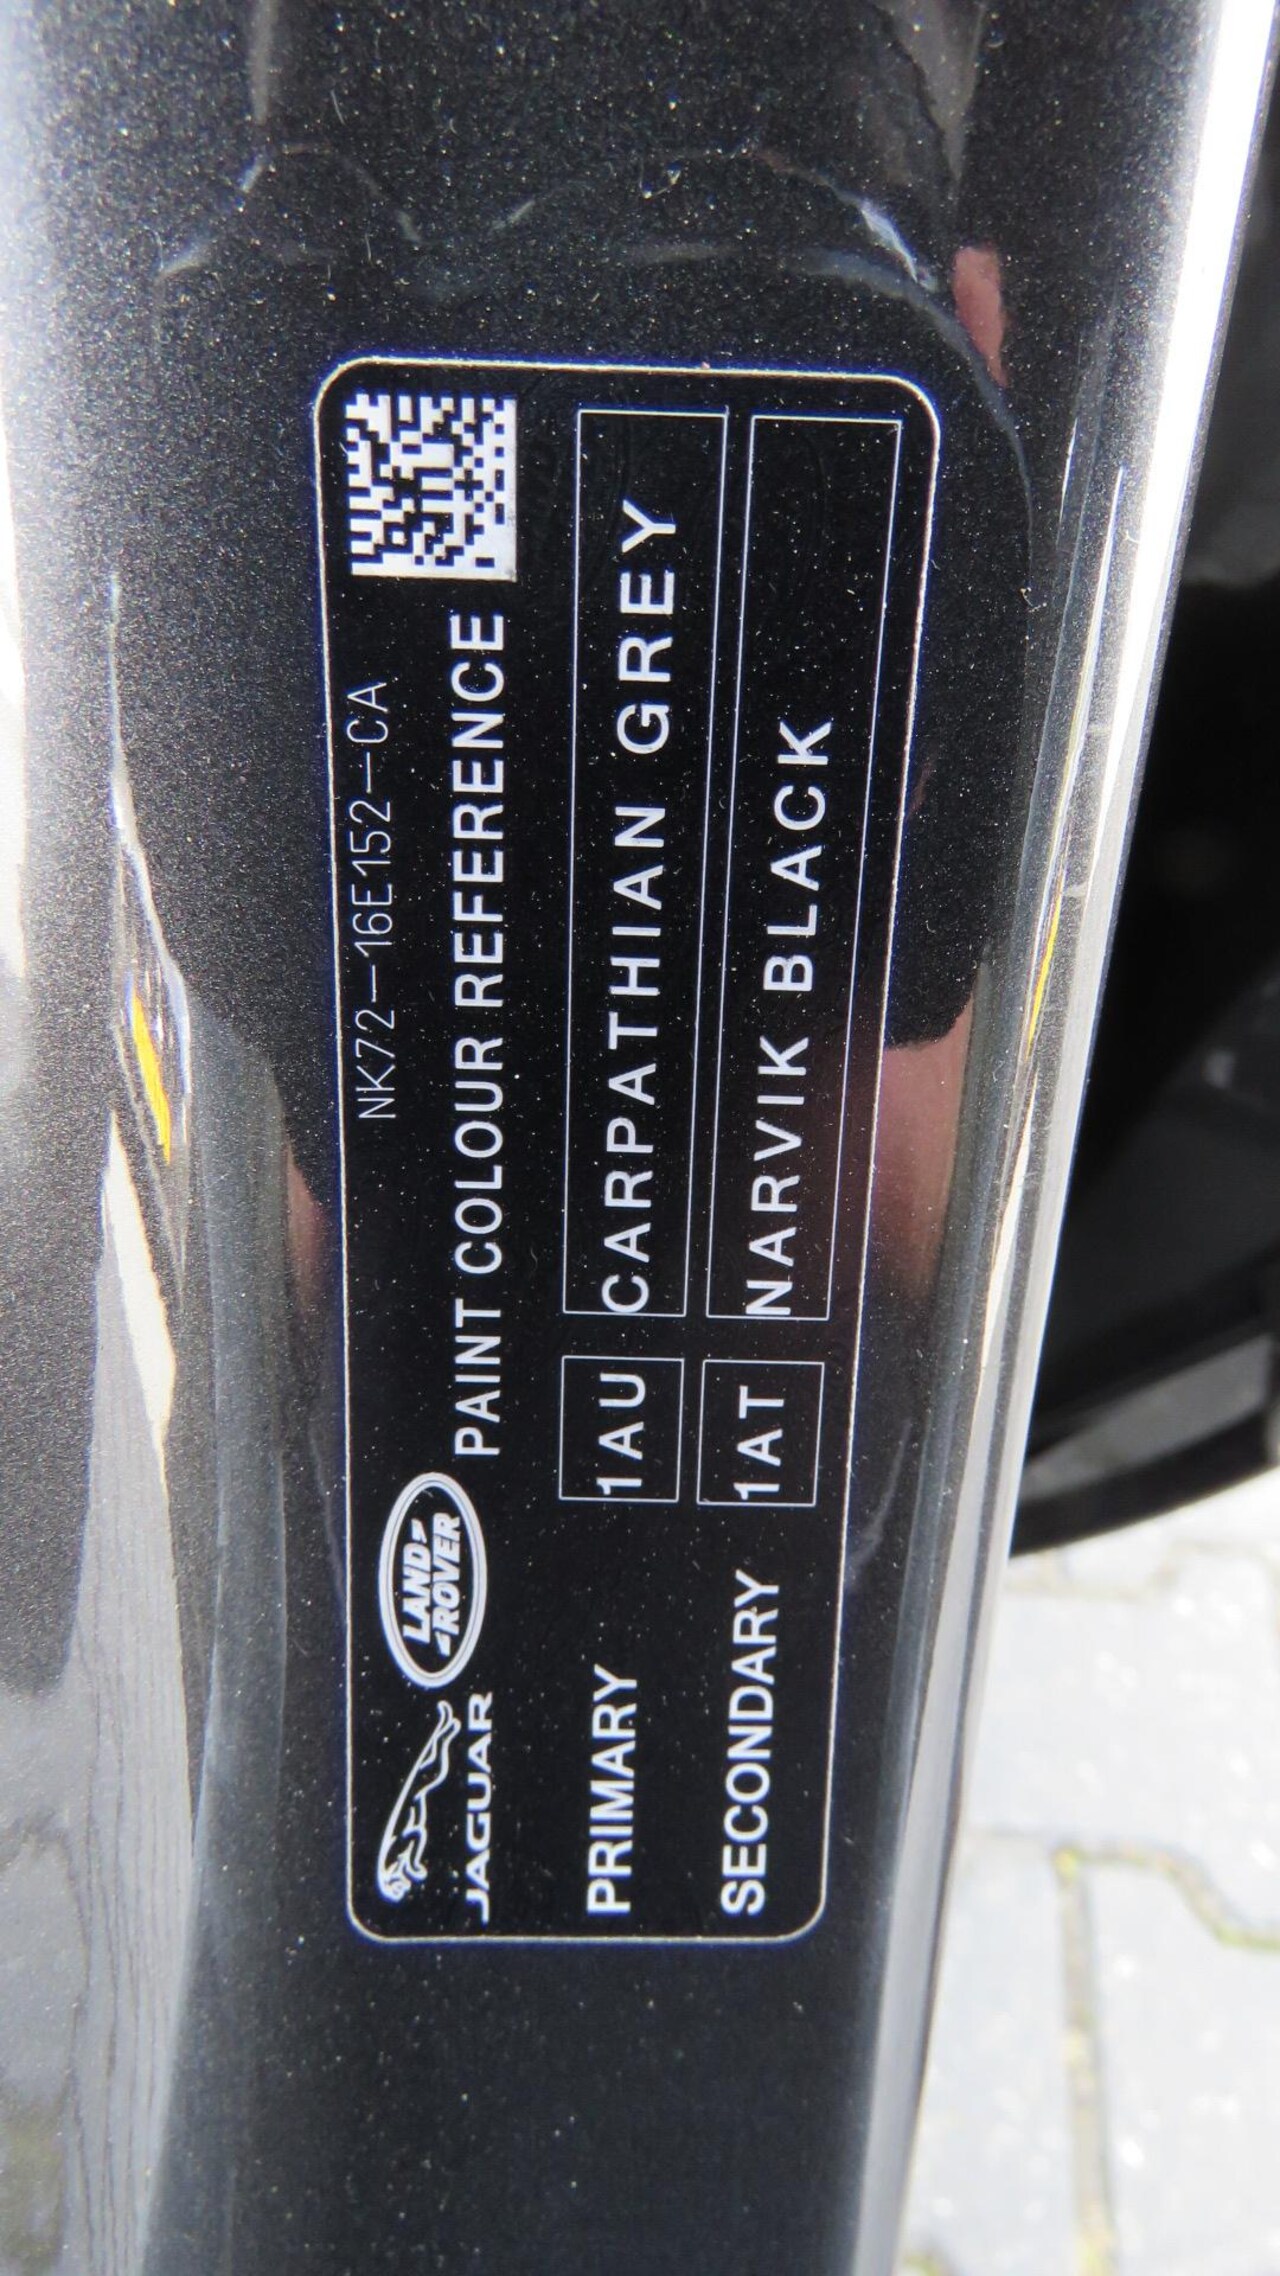 NK72-16E152-CA
JAGUAR
LAND
ROVER
PAINT COLOUR REFERENCE
PRIMARY 1AU CARPATHIAN GREY
SECONDARY 1AT NARVIK BLACK